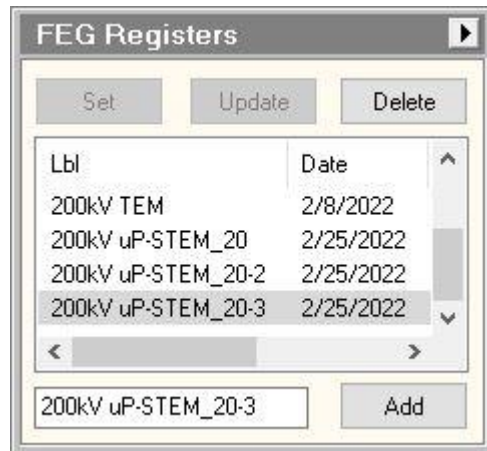 FEG Registers
Set Update Delete
Lbl Date
200kV TEM 2/8/2022
200kV uP-STEM_20 2/25/2022
200kV uP-STEM_20-2 2/25/2022
200kV uP-STEM_20-3 2/25/2022
200kV uP-STEM_20-3 Add